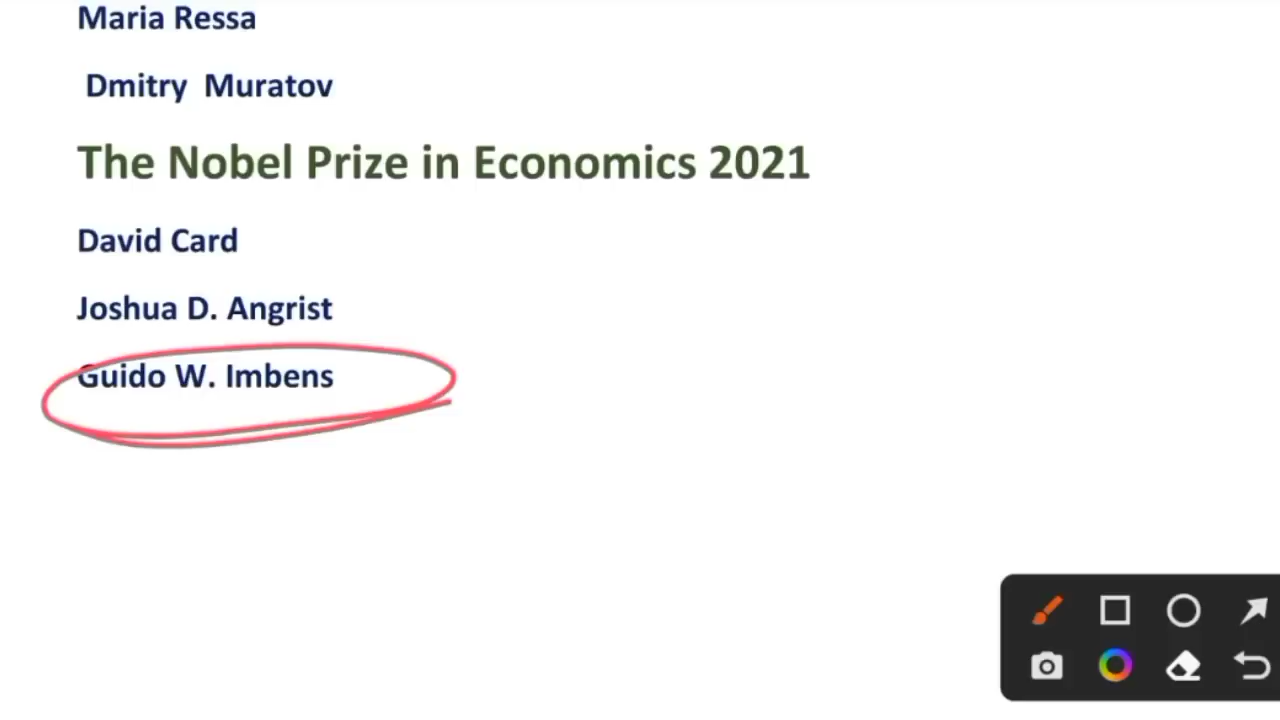 Maria Ressa
Dmitry Muratov
The Nobel Prize in Economics 2021
David Card
Joshua D. Angrist
Guido W. Imbens